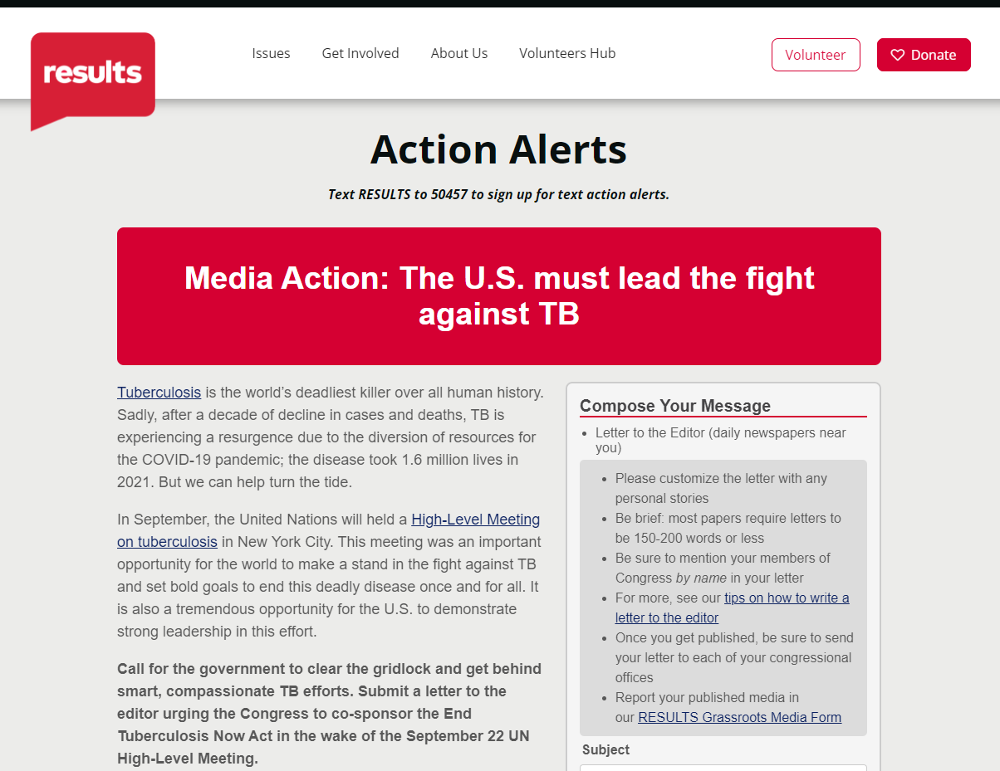 results
Issues
Get Involved
About Us
Volunteers Hub
Volunteer
Donate
Action Alerts
Text RESULTS to 50457 to sign up for text action alerts.
Media Action: The U.S. must lead the fight
against TB
Tuberculosis is the world’s deadliest killer over all human history.
Sadly, after a decade of decline in cases and deaths, TB is
experiencing a resurgence due to the diversion of resources for
the COVID-19 pandemic; the disease took 1.6 million lives in
2021. But we can help turn the tide.
In September, the United Nations will held a High-Level Meeting
on tuberculosis in New York City. This meeting was an important
opportunity for the world to make a stand in the fight against TB
and set bold goals to end this deadly disease once and for all. It
is also a tremendous opportunity for the U.S. to demonstrate
strong leadership in this effort.
Call for the government to clear the gridlock and get behind
smart, compassionate TB efforts. Submit a letter to the
editor urging the Congress to co-sponsor the End
Tuberculosis Now Act in the wake of the September 22 UN
High-Level Meeting.
Compose Your Message
• Letter to the Editor (daily newspapers near
you)
• Please customize the letter with any
personal stories
• Be brief: most papers require letters to
be 150-200 words or less
• Be sure to mention your members of
Congress by name in your letter
• For more, see our tips on how to write a
letter to the editor
• Once you get published, be sure to send
your letter to each of your congressional
offices
• Report your published media in
our RESULTS Grassroots Media Form
Subject